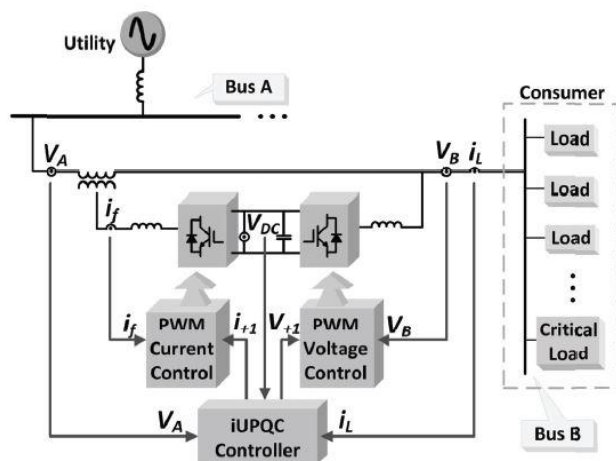 Utility
Bus A
• • •
Consumer
V_A
V_B
i_L
Load
Load
Load
Critical Load
i_f
V_DC
i_f
PWM Current Control
i_+1
V_+1
PWM Voltage Control
V_B
V_A
iUPQC Controller
i_L
Bus B